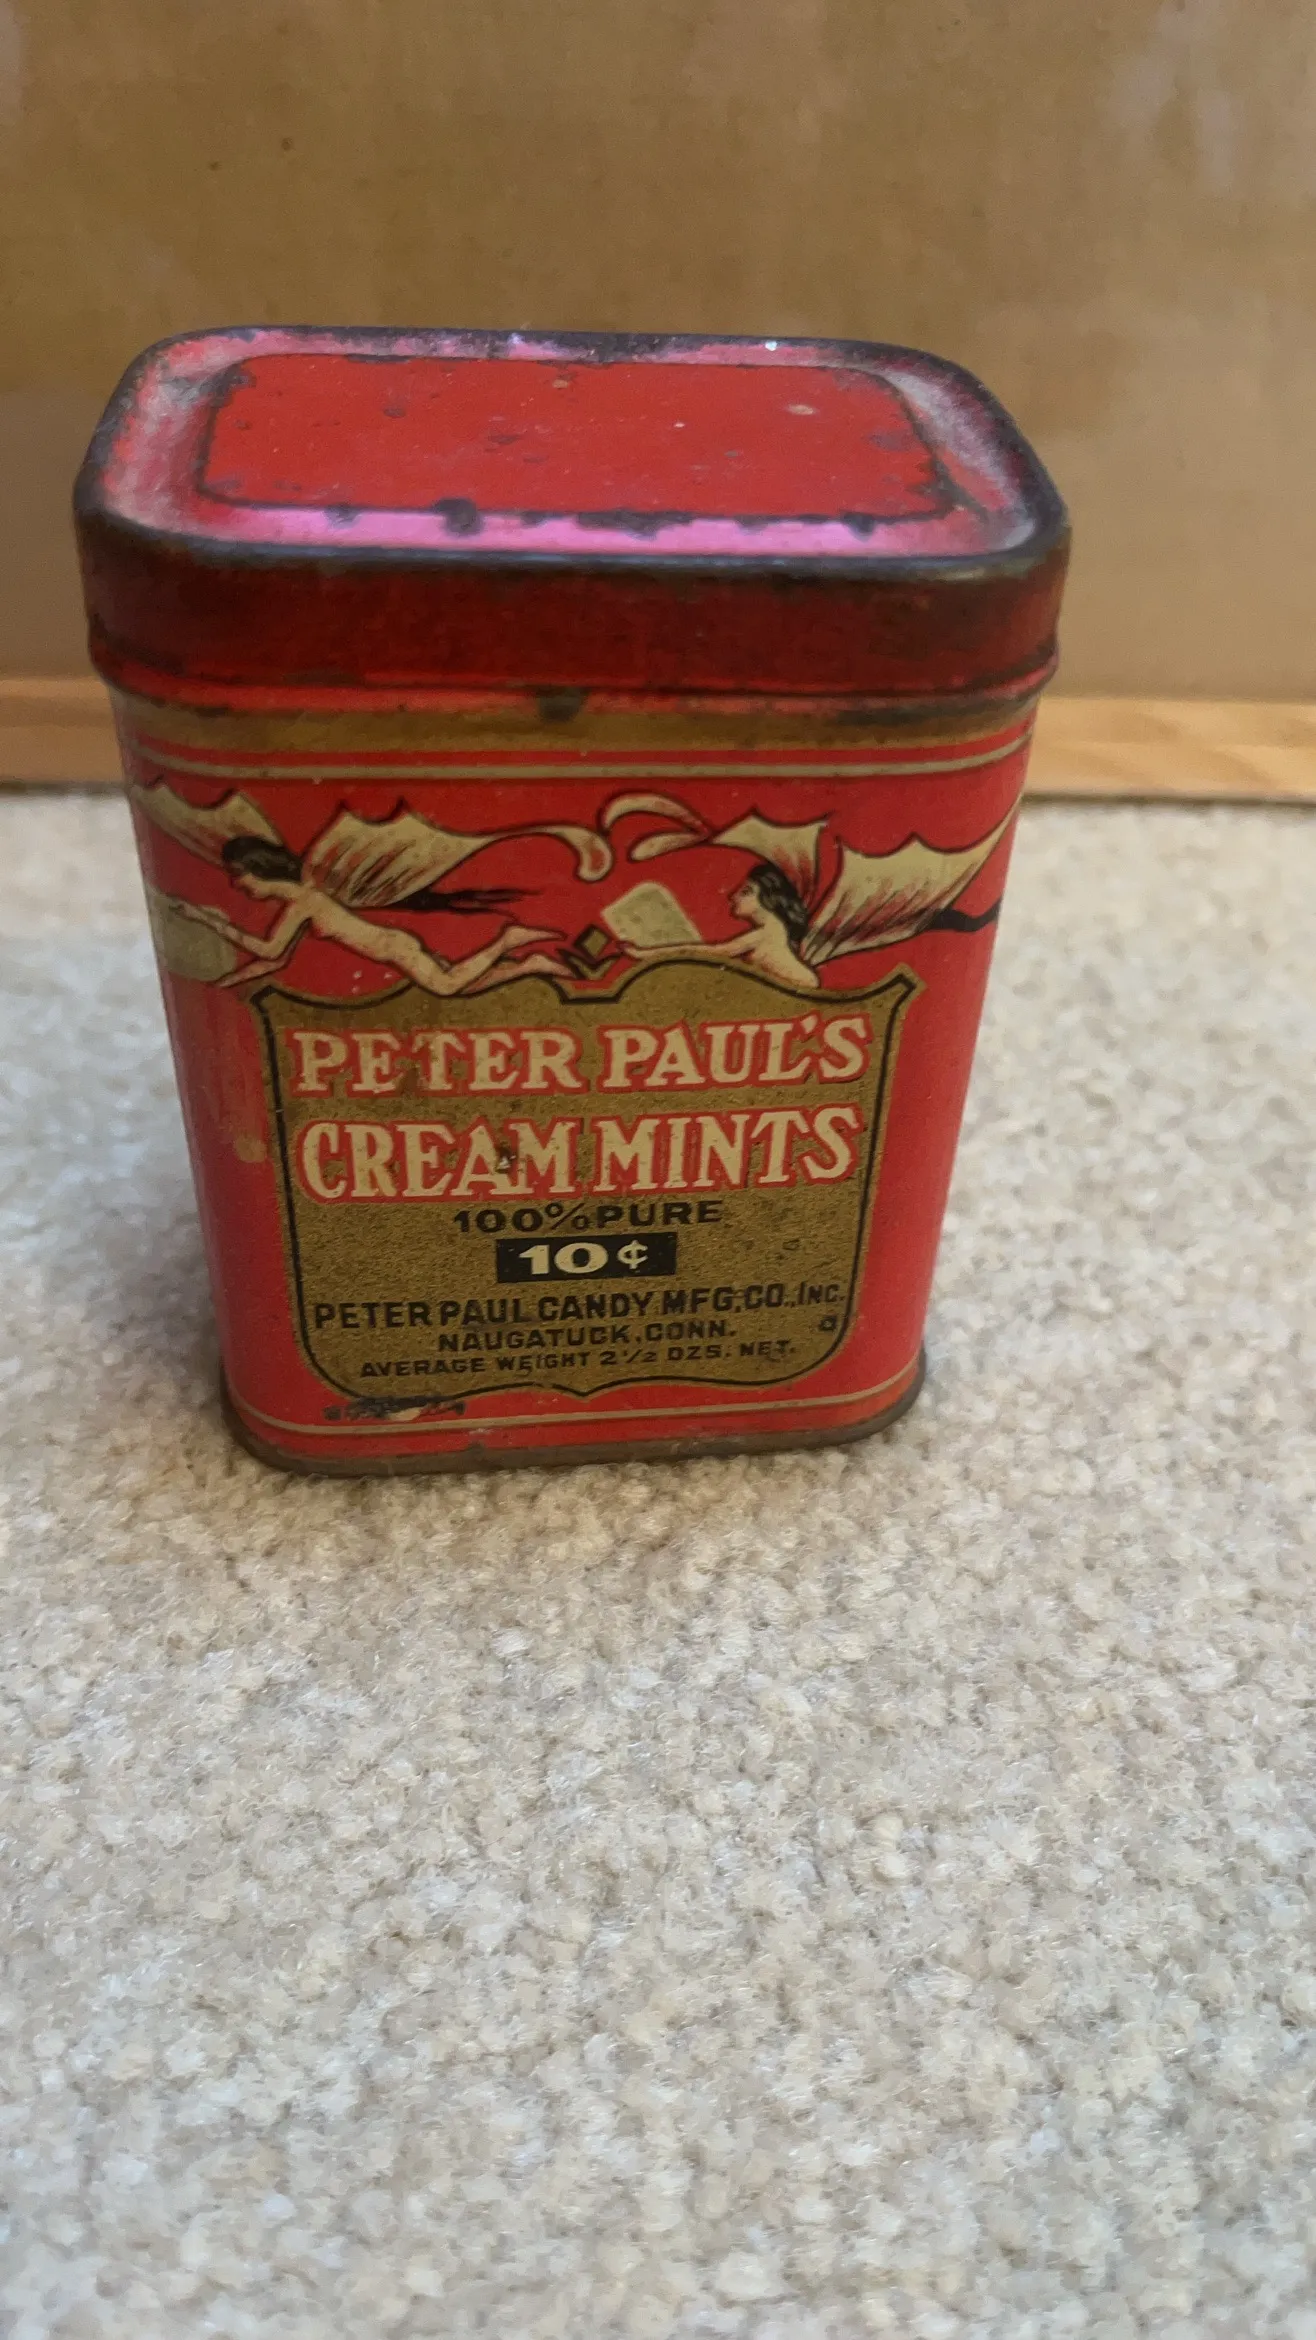 PETER PAUL'S
CREAM MINTS
100% PURE
10¢
PETER PAUL CANDY MFG. CO., INC.
NAUGATUCK, CONN.
AVERAGE WEIGHT 2 1/2 OZS. NET.